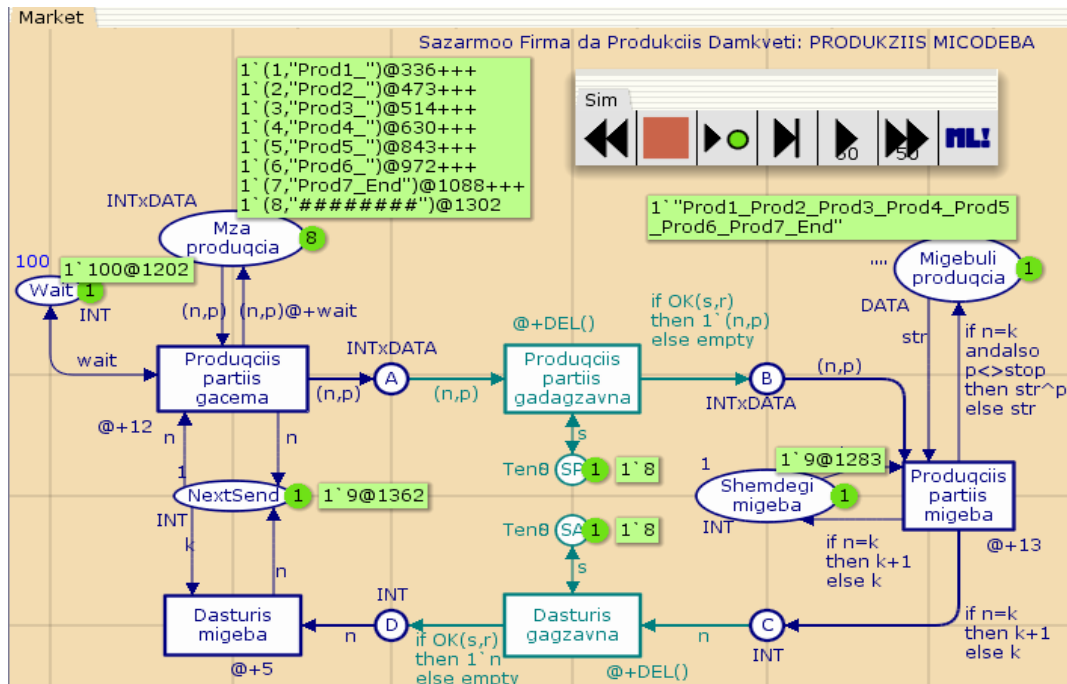 Market
Sazarmoo Firma da Produkciis Damkveti: PRODUKZIIS MICODEBA
1`(1,"Prod1_")@336+++
1`(2,"Prod2_")@473+++
1`(3,"Prod3_")@514+++
1`(4,"Prod4_")@630+++
1`(5,"Prod5_")@843+++
1`(6,"Prod6_")@972+++
1`(7,"Prod7_End")@1088+++
1`(8,"########")@1302
Sim
50
ML!
INTxDATA
Mza
produqcia
8
1`"Prod1_Prod2_Prod3_Prod4_Prod5
_Prod6_Prod7_End"
""
Migebuli
produqcia
1
DATA
100
1`100@1202
Wait
1
INT
(n,p)
(n,p)@+wait
wait
str
if n=k
andalso
p<>stop
then str^p
else str
if OK(s,r)
then 1`(n,p)
else empty
@+DEL()
INTxDATA
Produqciis
partiis
gacema
@+12
(n,p)
A
(n,p)
Produqciis
partiis
gadagzavna
B
INTxDATA
(n,p)
n
n
s
1
NextSend
1
1`9@1362
INT
Ten0
SP
1
1`8
1
1`9@1283
Shemdegi
migeba
1
INT
Produqciis
partiis
migeba
@+13
Ten0
SA
1
1`8
k
n
s
if n=k
then k+1
else k
INT
Dasturis
migeba
@+5
n
D
if OK(s,r)
then 1`n
else empty
Dasturis
gagzavna
@+DEL()
n
C
INT
if n=k
then k+1
else k